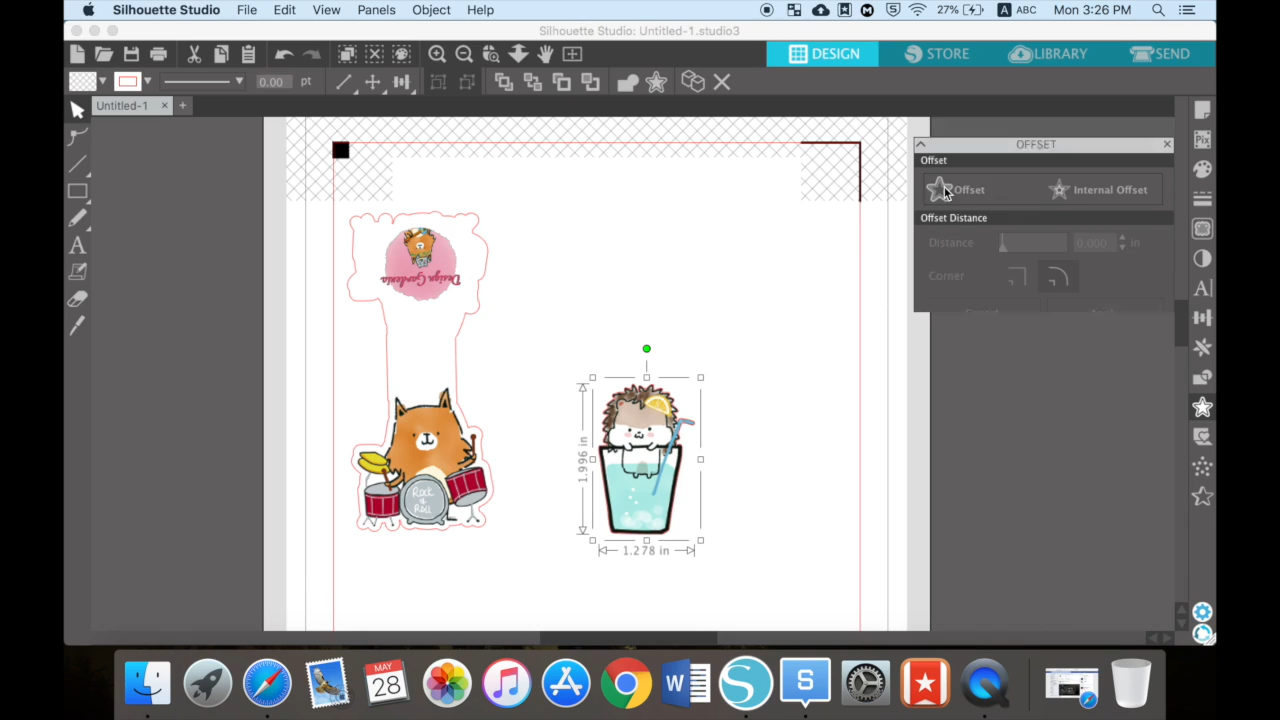 Silhouette Studio File Edit View Panels Object Help 27% A ABC Mon 3:26 PM
Silhouette Studio: Untitled-1.studio3
DESIGN STORE LIBRARY SEND
0.00 pt
Untitled-1 × +
OFFSET
Offset
Offset Internal Offset
Offset Distance
Distance 0.000 in
Corner
Pix
A
A
Design Gardenia
Rock & Roll
1.996 in
1.278 in
MAY
28
W
S
S